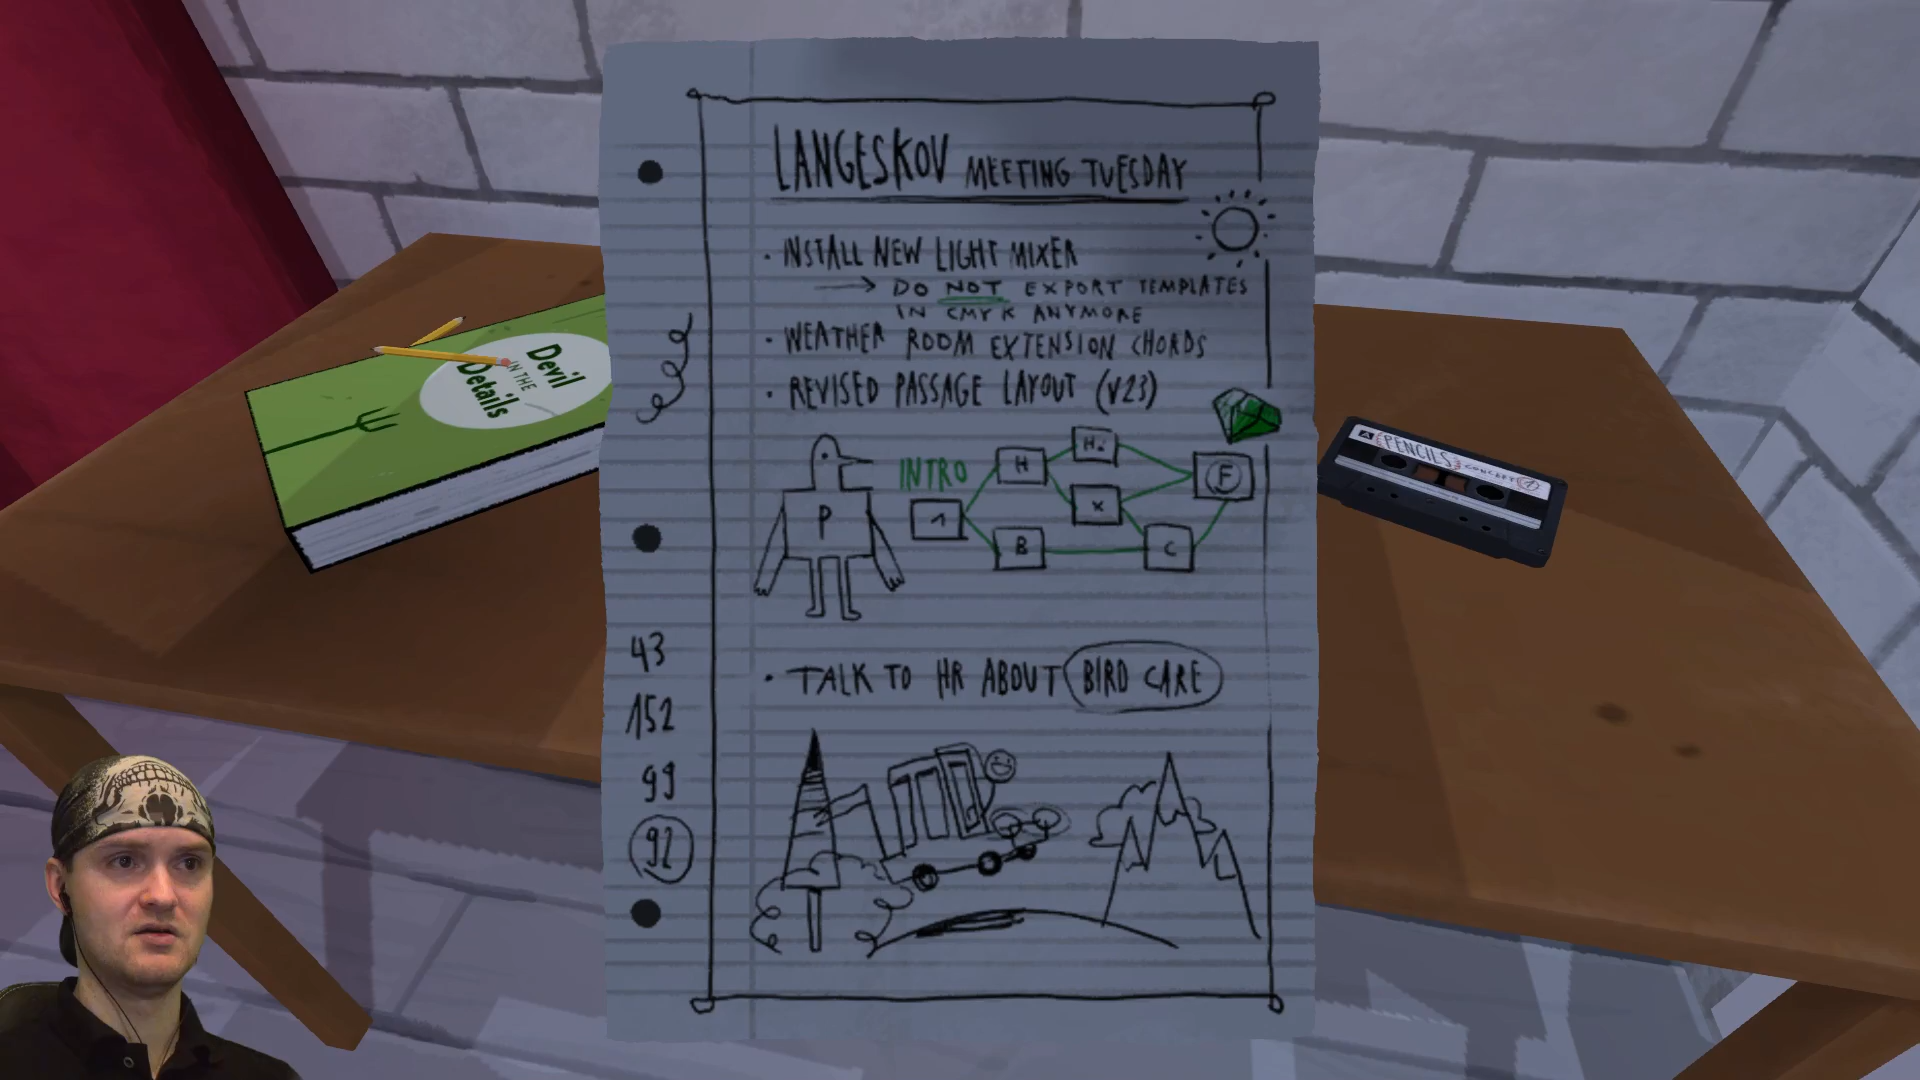 LANGESKOV MEETING TUESDAY
· INSTALL NEW LIGHT MIXER
→ DO NOT EXPORT TEMPLATES
IN CMYK ANYMORE
· WEATHER ROOM EXTENSION CHORDS
· REVISED PASSAGE LAYOUT (V23)
INTRO
H
H.
F
1
X
B
C
P
· TALK TO HR ABOUT BIRD CARE
43
152
99
92
Devil
IN THE
Details
A PENCILS